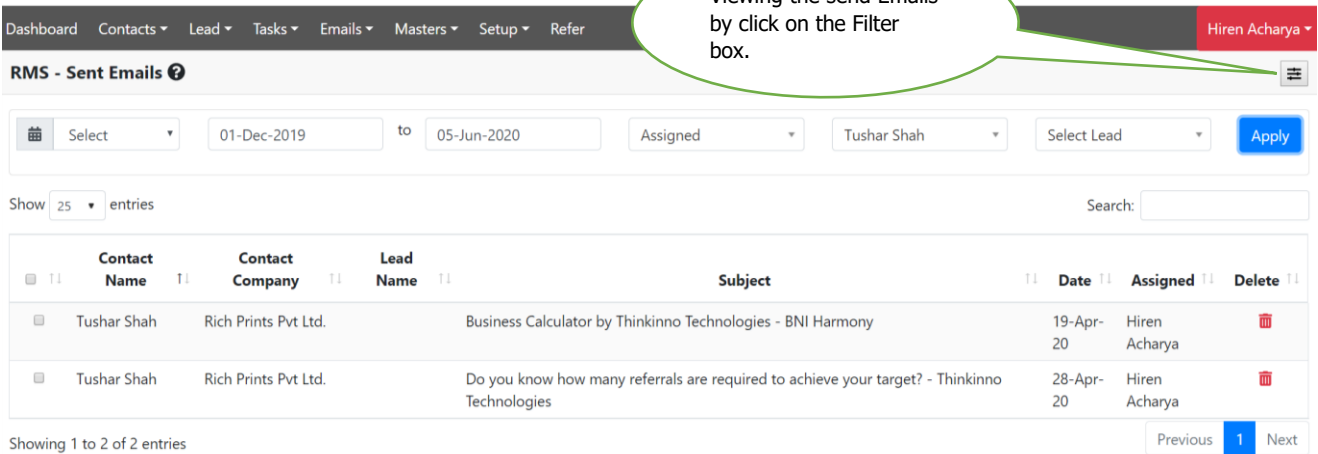 Viewing the send Emails
by click on the Filter
box.
Dashboard Contacts Lead Tasks Emails Masters Setup Refer Hiren Acharya
RMS - Sent Emails
Select 01-Dec-2019 to 05-Jun-2020 Assigned Tushar Shah Select Lead Apply
Show 25 entries Search:
Contact Name Contact Company Lead Name Subject Date Assigned Delete
Tushar Shah Rich Prints Pvt Ltd. Business Calculator by Thinkinno Technologies - BNI Harmony 19-Apr-
20 Hiren
Acharya
Tushar Shah Rich Prints Pvt Ltd. Do you know how many referrals are required to achieve your target? - Thinkinno
Technologies 28-Apr-
20 Hiren
Acharya
Showing 1 to 2 of 2 entries Previous 1 Next